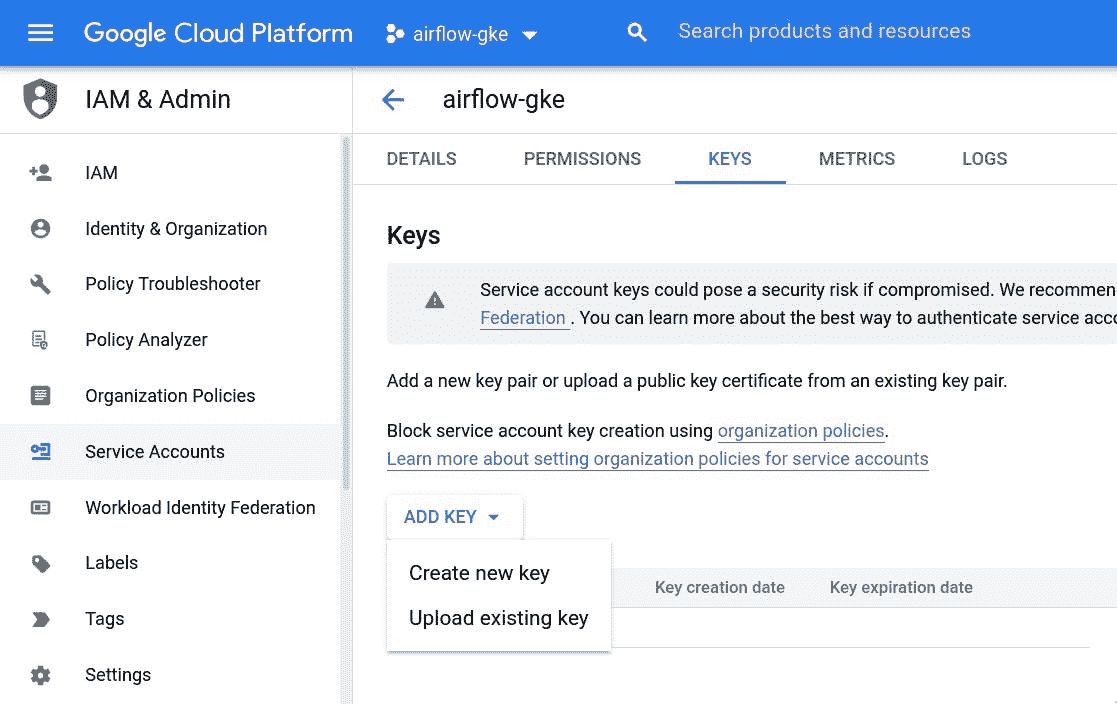 Google Cloud Platform
airflow-gke
Search products and resources
IAM & Admin
airflow-gke
DETAILS
PERMISSIONS
KEYS
METRICS
LOGS
IAM
Identity & Organization
Policy Troubleshooter
Policy Analyzer
Organization Policies
Service Accounts
Workload Identity Federation
Labels
Tags
Settings
Keys
Service account keys could pose a security risk if compromised. We recommen
Federation . You can learn more about the best way to authenticate service acco
Add a new key pair or upload a public key certificate from an existing key pair.
Block service account key creation using organization policies.
Learn more about setting organization policies for service accounts
ADD KEY
Create new key
Upload existing key
Key creation date
Key expiration date